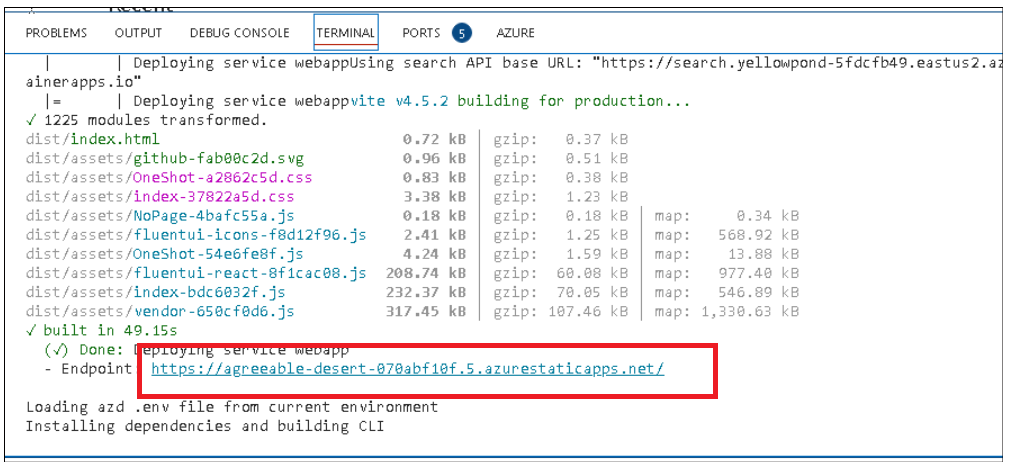 PROBLEMS OUTPUT DEBUG CONSOLE TERMINAL PORTS 5 AZURE
| | Deploying service webappUsing search API base URL: "https://search.yellowpond-5fdcfb49.eastus2.az
ainerapps.io"
|= | Deploying service webappvite v4.5.2 building for production...
✓ 1225 modules transformed.
dist/index.html 0.72 kB │ gzip: 0.37 kB
dist/assets/github-fab00c2d.svg 0.96 kB │ gzip: 0.51 kB
dist/assets/OneShot-a2862c5d.css 0.83 kB │ gzip: 0.38 kB
dist/assets/index-37822a5d.css 3.38 kB │ gzip: 1.23 kB
dist/assets/NoPage-4bafc55a.js 0.18 kB │ gzip: 0.18 kB │ map: 0.34 kB
dist/assets/fluentui-icons-f8d12f96.js 2.41 kB │ gzip: 1.25 kB │ map: 568.92 kB
dist/assets/OneShot-54e6fe8f.js 4.24 kB │ gzip: 1.59 kB │ map: 13.88 kB
dist/assets/fluentui-react-8f1cac08.js 208.74 kB │ gzip: 60.08 kB │ map: 977.40 kB
dist/assets/index-bdc6032f.js 232.37 kB │ gzip: 70.05 kB │ map: 546.89 kB
dist/assets/vendor-650cf0d6.js 317.45 kB │ gzip: 107.46 kB │ map: 1,330.63 kB
✓ built in 49.15s
(✓) Done: Deploying service webapp
- Endpoint: https://agreeable-desert-070abf10f.5.azurestaticapps.net/
Loading azd .env file from current environment
Installing dependencies and building CLI